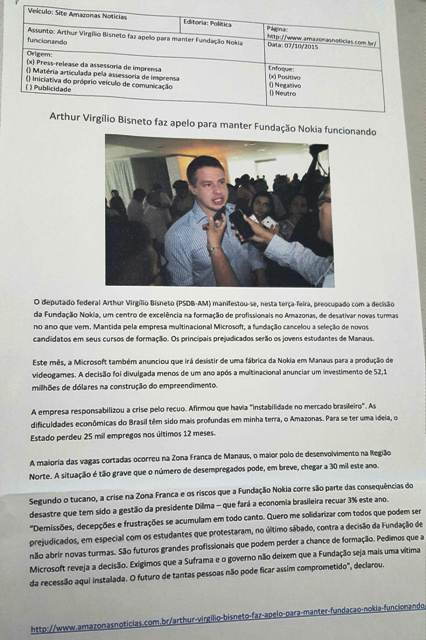 Veículo: Site Amazonas Notícias
Editoria: Política
Página:
http://www.amazonasnoticias.com.br/
Assunto: Arthur Virgílio Bisneto faz apelo para manter Fundação Nokia
funcionando
Data: 07/10/2015
Origem:
(x) Press-release da assessoria de imprensa
() Matéria articulada pela assessoria de imprensa
() Iniciativa do próprio veículo de comunicação
( ) Publicidade
Enfoque:
(x) Positivo
() Negativo
() Neutro
Arthur Virgílio Bisneto faz apelo para manter Fundação Nokia funcionando
O deputado federal Arthur Virgílio Bisneto (PSDB-AM) manifestou-se, nesta terça-feira, preocupado com a decisão
da Fundação Nokia, um centro de excelência na formação de profissionais no Amazonas, de desativar novas turmas
no ano que vem. Mantida pela empresa multinacional Microsoft, a fundação cancelou a seleção de novos
candidatos em seus cursos de formação. Os principais prejudicados serão os jovens estudantes de Manaus.
Este mês, a Microsoft também anunciou que irá desistir de uma fábrica da Nokia em Manaus para a produção de
videogames. A decisão foi divulgada menos de um ano após a multinacional anunciar um investimento de 52,1
milhões de dólares na construção do empreendimento.
A empresa responsabilizou a crise pelo recuo. Afirmou que havia "instabilidade no mercado brasileiro". As
dificuldades econômicas do Brasil têm sido mais profundas em minha terra, o Amazonas. Para se ter uma ideia, o
Estado perdeu 25 mil empregos nos últimos 12 meses.
A maioria das vagas cortadas ocorreu na Zona Franca de Manaus, o maior polo de desenvolvimento na Região
Norte. A situação é tão grave que o número de desempregados pode, em breve, chegar a 30 mil este ano.
Segundo o tucano, a crise na Zona Franca e os riscos que a Fundação Nokia corre são parte das consequências do
desastre que tem sido a gestão da presidente Dilma – que fará a economia brasileira recuar 3% este ano.
"Demissões, decepções e frustrações se acumulam em todo canto. Quero me solidarizar com todos que podem ser
prejudicados, em especial com os estudantes que protestaram, no último sábado, contra a decisão da Fundação de
não abrir novas turmas. São futuros grandes profissionais que podem perder a chance de formação. Pedimos que a
Microsoft reveja a decisão. Exigimos que a Suframa e o governo não deixem que a Fundação seja mais uma vítima
da recessão aqui instalada. O futuro de tantas pessoas não pode ficar assim comprometido", declarou.
http://www.amazonasnoticias.com.br/arthur-virgilio-bisneto-faz-apelo-para-manter-fundacao-nokia-funcionando/